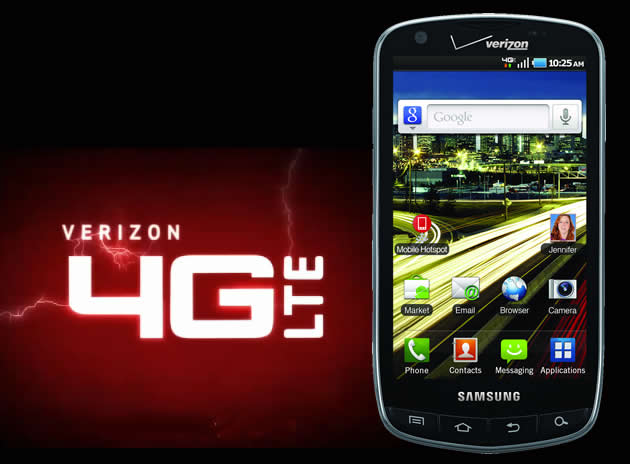 VERIZON
4G LTE
verizon
4G 10:25 AM
8 Google
Mobile Hotspot Jennifer
Market Email Browser Camera
Phone Contacts Messaging Applications
SAMSUNG